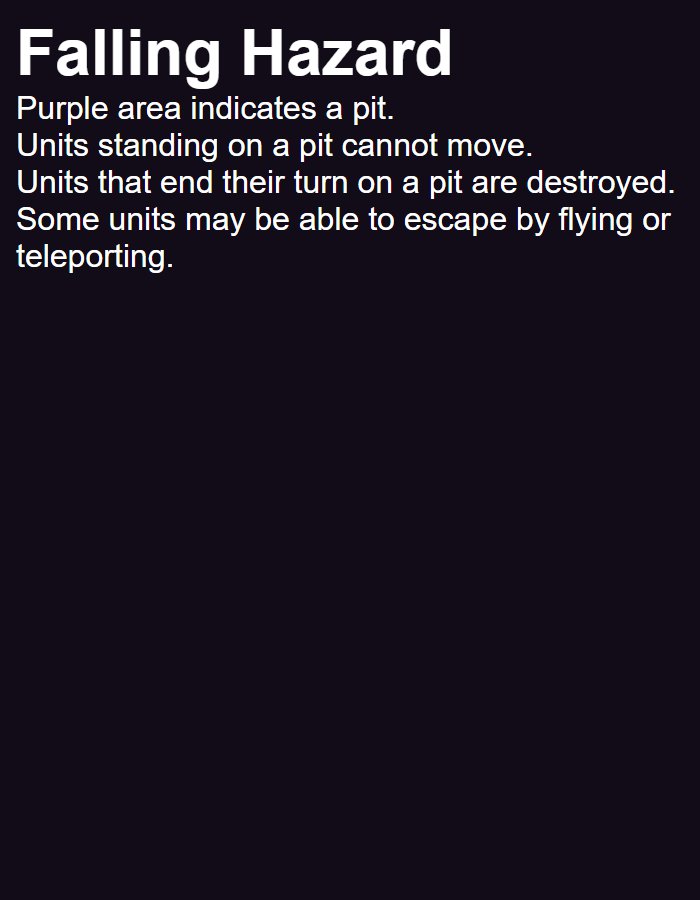 Falling Hazard
Purple area indicates a pit.
Units standing on a pit cannot move.
Units that end their turn on a pit are destroyed.
Some units may be able to escape by flying or
teleporting.